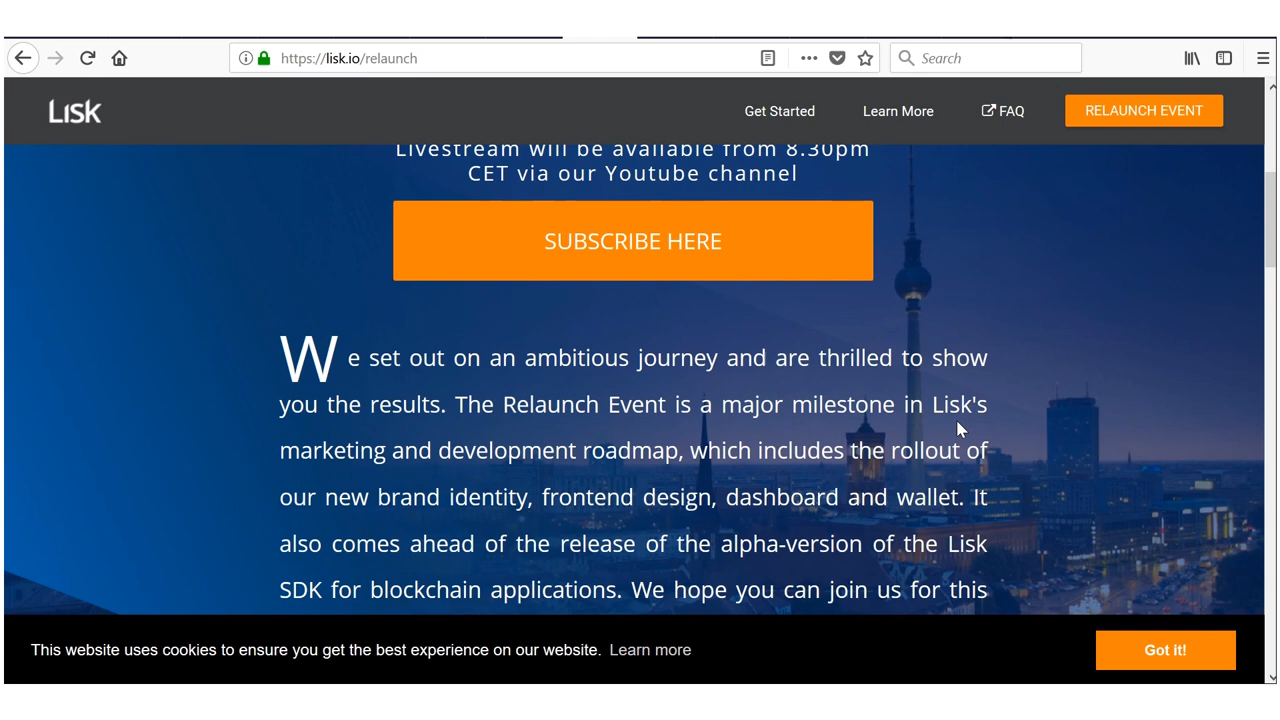 https://lisk.io/relaunch
Search
Lisk
Get Started
Learn More
FAQ
RELAUNCH EVENT
Livestream will be available from 8.30pm
CET via our Youtube channel
SUBSCRIBE HERE
We set out on an ambitious journey and are thrilled to show
you the results. The Relaunch Event is a major milestone in Lisk's
marketing and development roadmap, which includes the rollout of
our new brand identity, frontend design, dashboard and wallet. It
also comes ahead of the release of the alpha-version of the Lisk
SDK for blockchain applications. We hope you can join us for this
This website uses cookies to ensure you get the best experience on our website. Learn more
Got it!